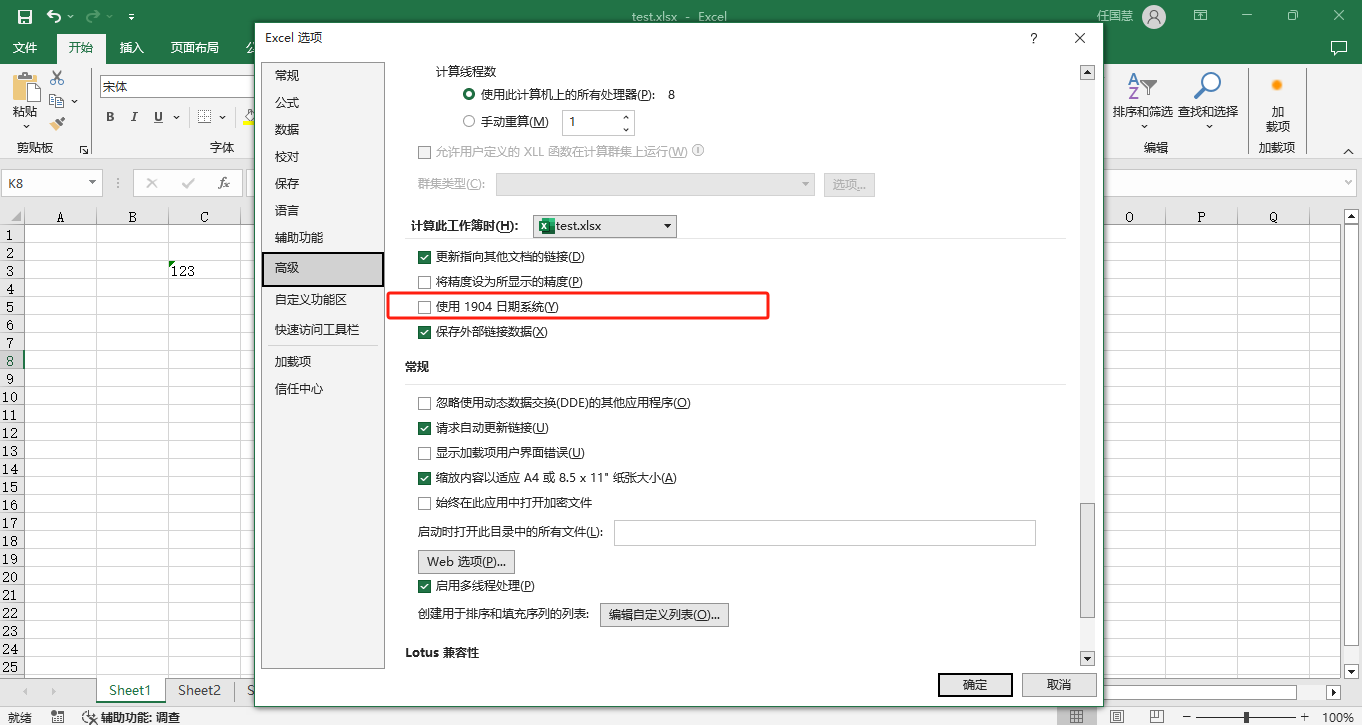 test.xlsx - Excel
任国慧
文件 开始 插入 页面布局 公
粘贴
剪贴板
宋体
B I U
字体
排序和筛选 查找和选择
编辑
加载项
加载项
K8
fx
A B C O P Q
1
2
3
4
5
6
7
8
9
10
11
12
13
14
15
16
17
18
19
20
21
22
23
24
25
123
Excel 选项
?
常规
公式
数据
校对
保存
语言
辅助功能
高级
自定义功能区
快速访问工具栏
加载项
信任中心
计算线程数
使用此计算机上的所有处理器(P): 8
手动重算(M) 1
允许用户定义的 XLL 函数在计算群集上运行(W)
群集类型(C): 选项...
计算此工作簿时(H): test.xlsx
更新指向其他文档的链接(D)
将精度设为所显示的精度(P)
使用 1904 日期系统(Y)
保存外部链接数据(X)
常规
忽略使用动态数据交换(DDE)的其他应用程序(O)
请求自动更新链接(U)
显示加载项用户界面错误(U)
缩放内容以适应 A4 或 8.5 x 11" 纸张大小(A)
始终在此应用中打开加密文件
启动时打开此目录中的所有文件(L):
Web 选项(P)...
启用多线程处理(P)
创建用于排序和填充序列的列表: 编辑自定义列表(O)...
Lotus 兼容性
确定 取消
Sheet1 Sheet2 S
就绪 辅助功能: 调查 100%